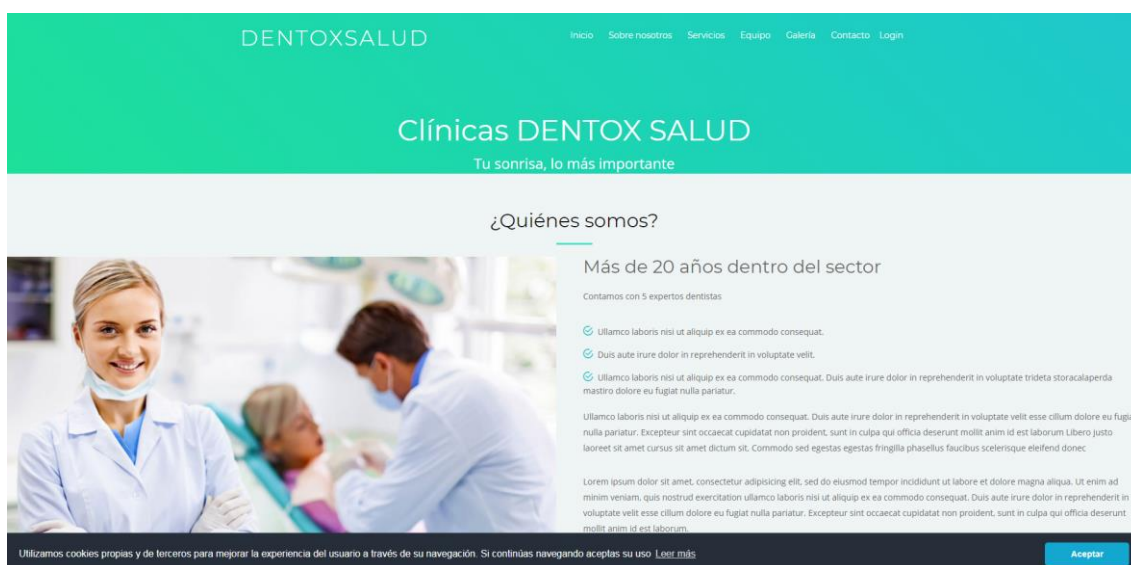 DENTOXSALUD
Inicio Sobre nosotros Servicios Equipo Galería Contacto Login
Clínicas DENTOX SALUD
Tu sonrisa, lo más importante
¿Quiénes somos?
Más de 20 años dentro del sector
Contamos con 5 expertos dentistas
Ullamco laboris nisi ut aliquip ex ea commodo consequat.
Duis aute irure dolor in reprehenderit in voluptate velit.
Ullamco laboris nisi ut aliquip ex ea commodo consequat. Duis aute irure dolor in reprehenderit in voluptate trideta storacalaperda
mastiro dolore eu fugiat nulla pariatur.
Ullamco laboris nisi ut aliquip ex ea commodo consequat. Duis aute irure dolor in reprehenderit in voluptate velit esse cillum dolore eu fugia
nulla pariatur. Excepteur sint occaecat cupidatat non proident, sunt in culpa qui officia deserunt mollit anim id est laborum Libero justo
laoreet sit amet cursus sit amet dictum sit. Commodo sed egestas egestas fringilla phasellus faucibus scelerisque eleifend donec
Lorem ipsum dolor sit amet, consectetur adipisicing elit, sed do eiusmod tempor incididunt ut labore et dolore magna aliqua. Ut enim ad
minim veniam, quis nostrud exercitation ullamco laboris nisi ut aliquip ex ea commodo consequat. Duis aute irure dolor in reprehenderit in
voluptate velit esse cillum dolore eu fugiat nulla pariatur. Excepteur sint occaecat cupidatat non proident, sunt in culpa qui officia deserunt
mollit anim id est laborum.
Utilizamos cookies propias y de terceros para mejorar la experiencia del usuario a través de su navegación. Si continúas navegando aceptas su uso Leer más
Aceptar